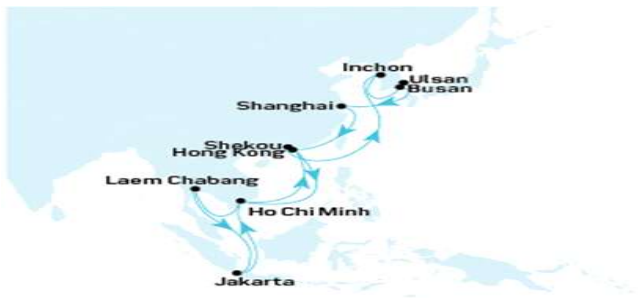 Inchon
Ulsan
Busan
Shanghai
Shekou
Hong Kong
Laem Chabang
Ho Chi Minh
Jakarta